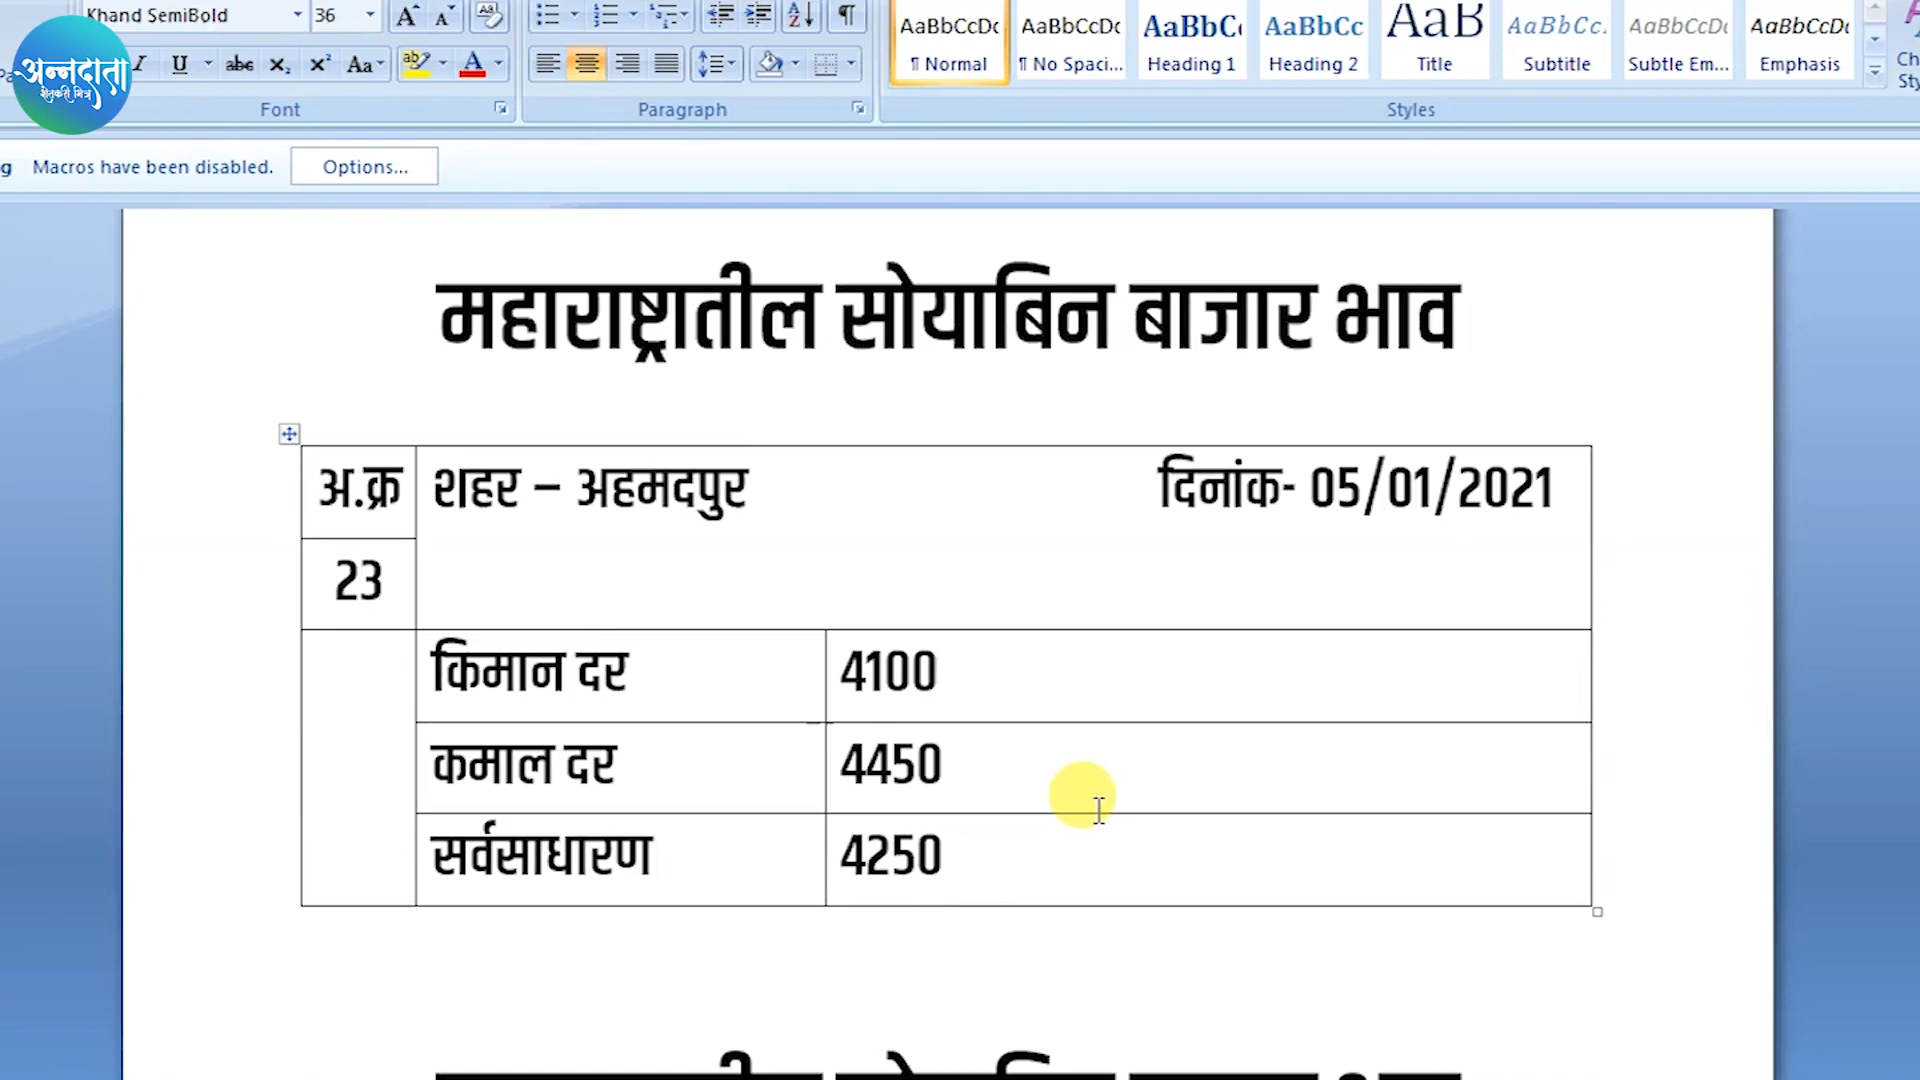 Khand SemiBold 36
अन्नदाता
शेतकरी मित्र
Font Paragraph Styles
AaBbCcDc AaBbCcDc AaBbC AaBbCc AaB AaBbCc. AaBbCcDc AaBbCcDc
¶ Normal ¶ No Spaci... Heading 1 Heading 2 Title Subtitle Subtle Em... Emphasis
Macros have been disabled. Options...
महाराष्ट्रातील सोयाबिन बाजार भाव
अ.क्र शहर – अहमदपुर दिनांक- 05/01/2021
23
किमान दर 4100
कमाल दर 4450
सर्वसाधारण 4250